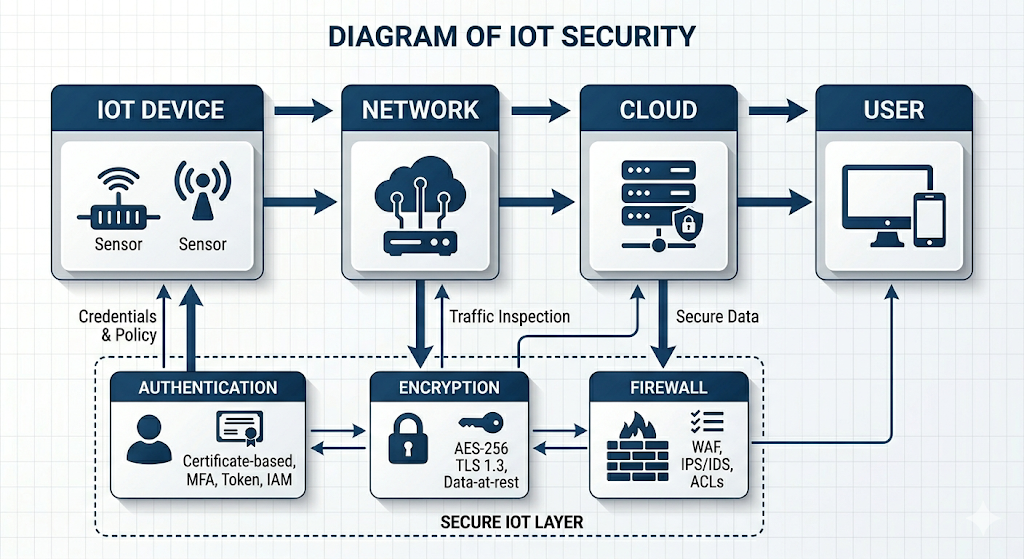 DIAGRAM OF IOT SECURITY
IOT DEVICE
NETWORK
CLOUD
USER
Sensor
Sensor
Credentials
& Policy
Traffic Inspection
Secure Data
AUTHENTICATION
ENCRYPTION
FIREWALL
Certificate-based,
MFA, Token, IAM
AES-256
TLS 1.3,
Data-at-rest
WAF,
IPS/IDS,
ACLs
SECURE IOT LAYER